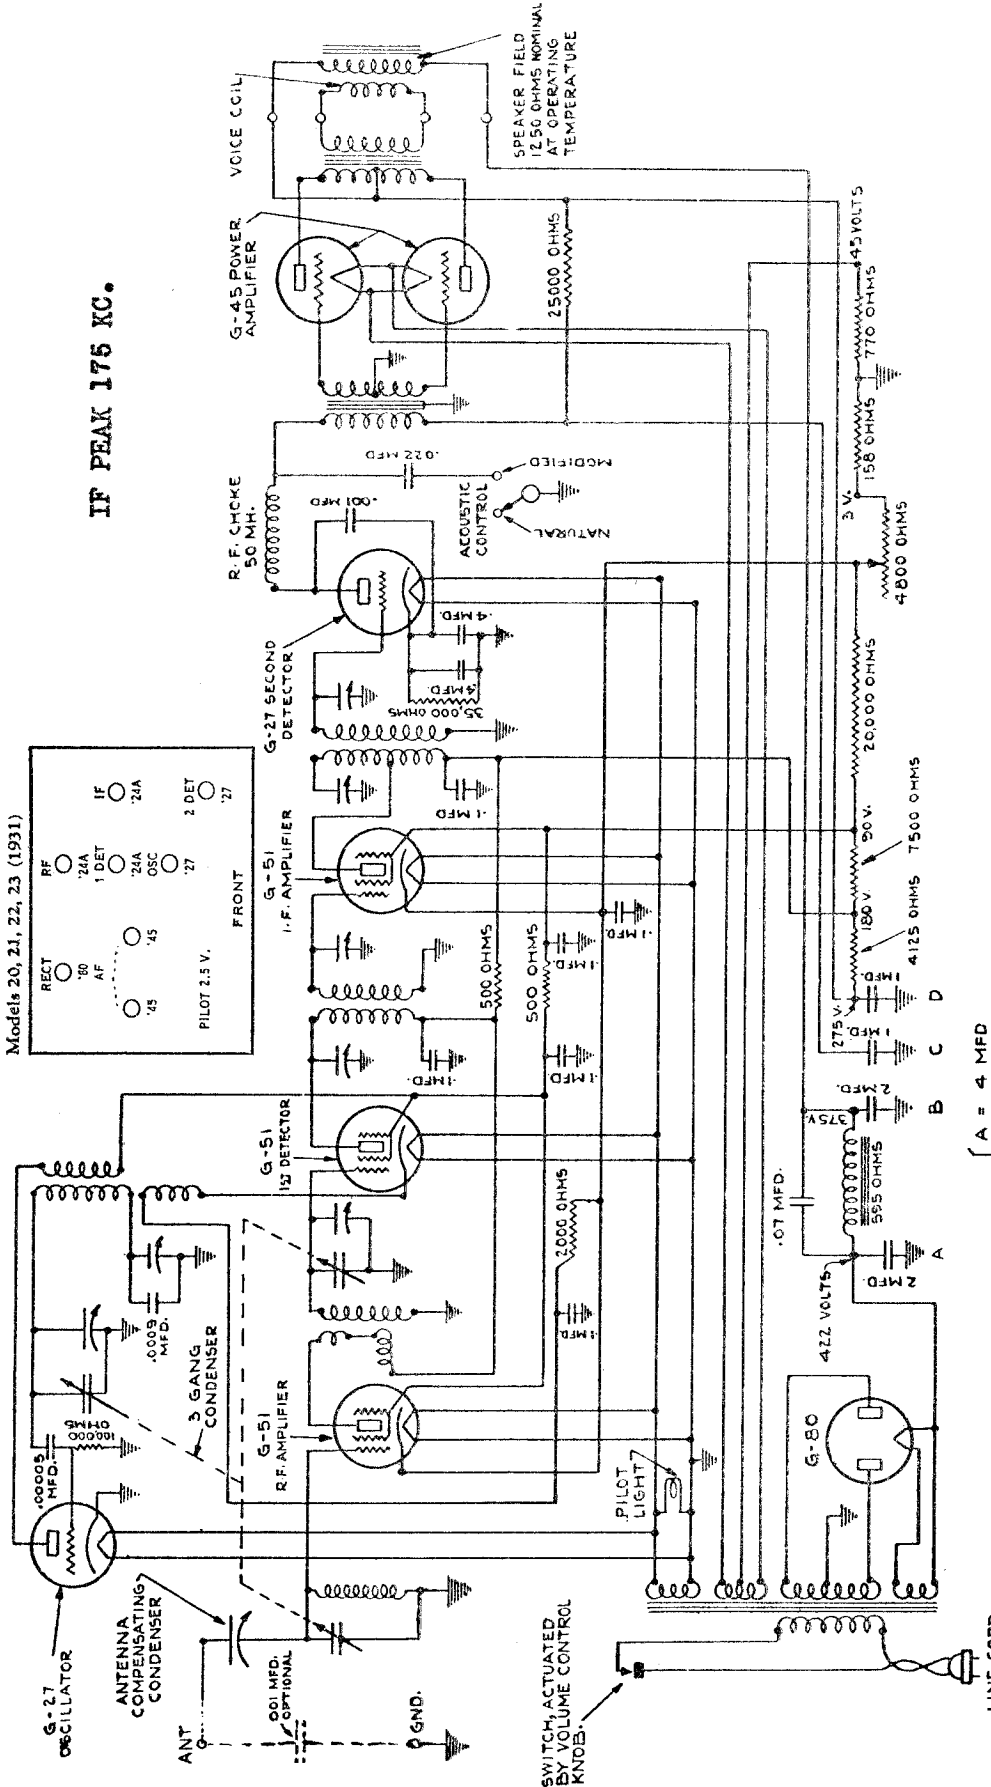 Models 20, 21, 22, 23 (1931)
RECT
'80
AF
'45
'45
PILOT 2.5 V.
RF
'24A
1 DET
'24A
OSC
'27
IF
'24A
2 DET
'27
FRONT
IF PEAK 175 KC.
G-27
OSCILLATOR
.00005
MFD.
100,000
OHMS
3 GANG
CONDENSER
.0009
MFD.
ANTENNA
COMPENSATING
CONDENSER
ANT
.001 MFD.
OPTIONAL
GND.
G-51
R.F. AMPLIFIER
G-51
1ST DETECTOR
G-51
I.F. AMPLIFIER
G-27 SECOND
DETECTOR
R.F. CHOKE
50 MH.
G-45 POWER
AMPLIFIER
VOICE COIL
SPEAKER FIELD
1250 OHMS NOMINAL
AT OPERATING
TEMPERATURE
.001 MFD
.022 MFD
ACOUSTIC
CONTROL
NATURAL
MODIFIED
25000 OHMS
.4 MFD.
.4 MFD.
35,000 OHMS
.1 MFD.
.1 MFD.
500 OHMS
500 OHMS
.1 MFD.
.1 MFD.
.1 MFD.
2000 OHMS
.1 MFD.
PILOT
LIGHT
SWITCH, ACTUATED
BY VOLUME CONTROL
KNOB.
G-80
422 VOLTS
.07 MFD.
2 MFD.
A
595 OHMS
375V.
2 MFD.
B
1 MFD.
C
275 V.
1 MFD.
D
4125 OHMS
180 V.
7500 OHMS
90 V.
20,000 OHMS
4800 OHMS
3 V.
158 OHMS
770 OHMS
45 VOLTS
(A = 4 MFD